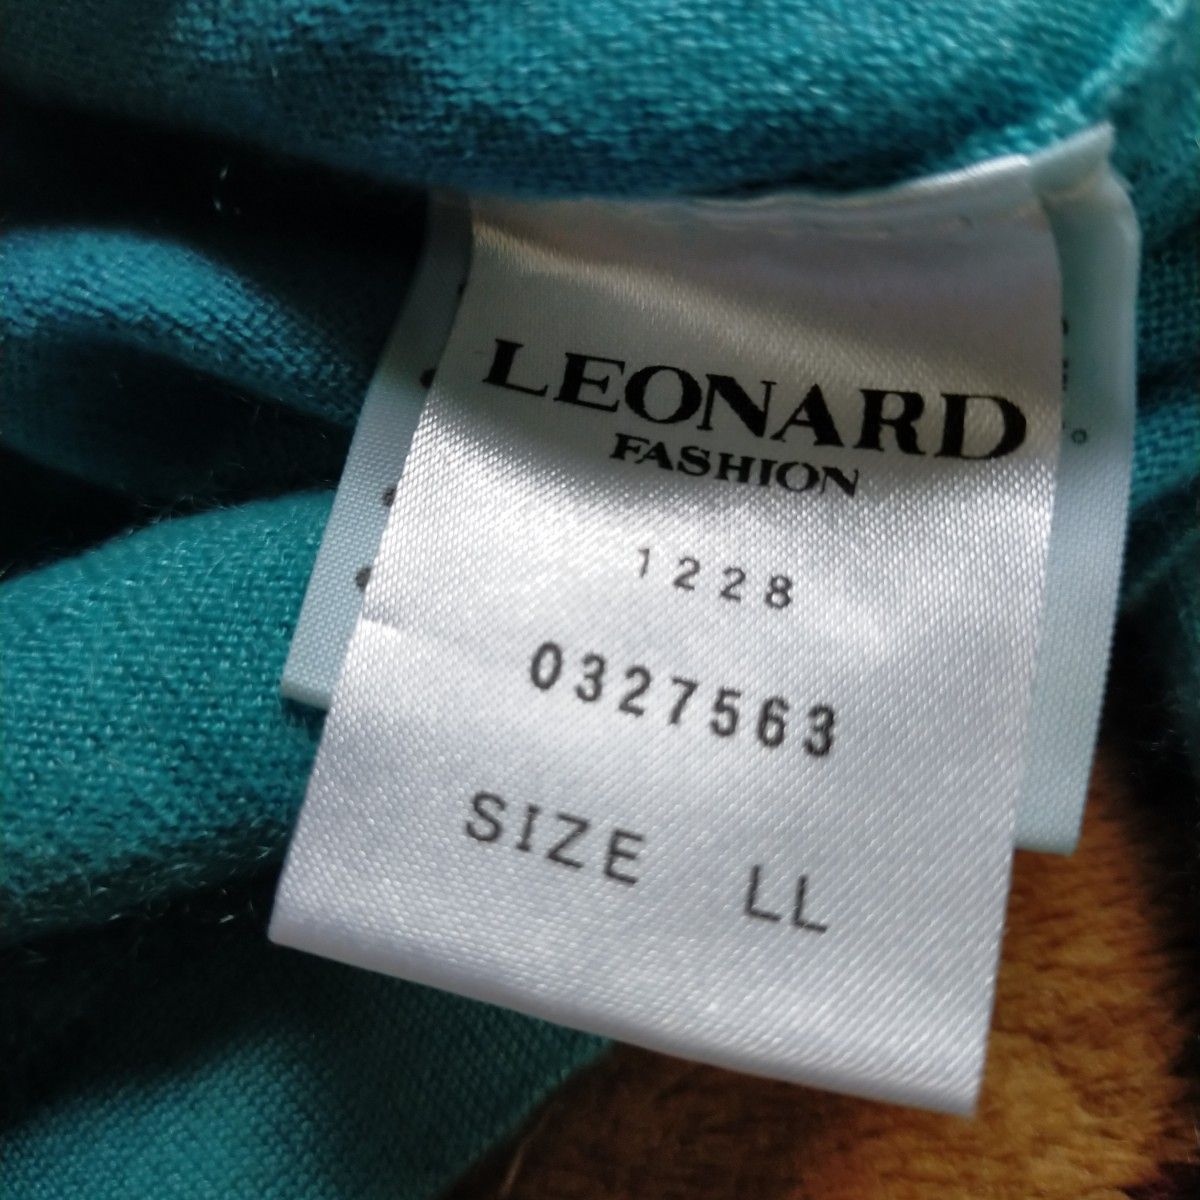 LEONARD
FASHION
1228
0327563
SIZE LL